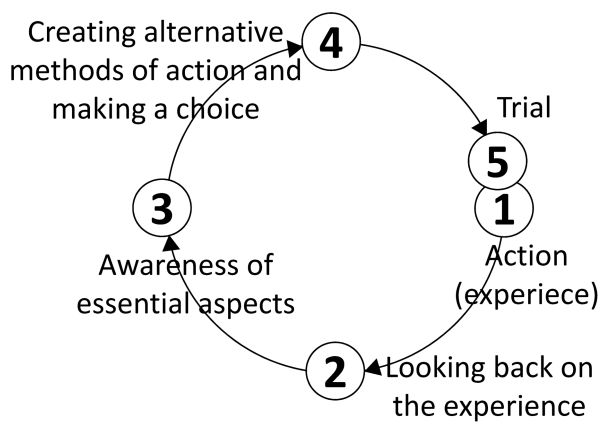 Creating alternative
methods of action and
making a choice
4
Trial
5
1
3
Action
(experiece)
Awareness of
essential aspects
2
Looking back on
the experience